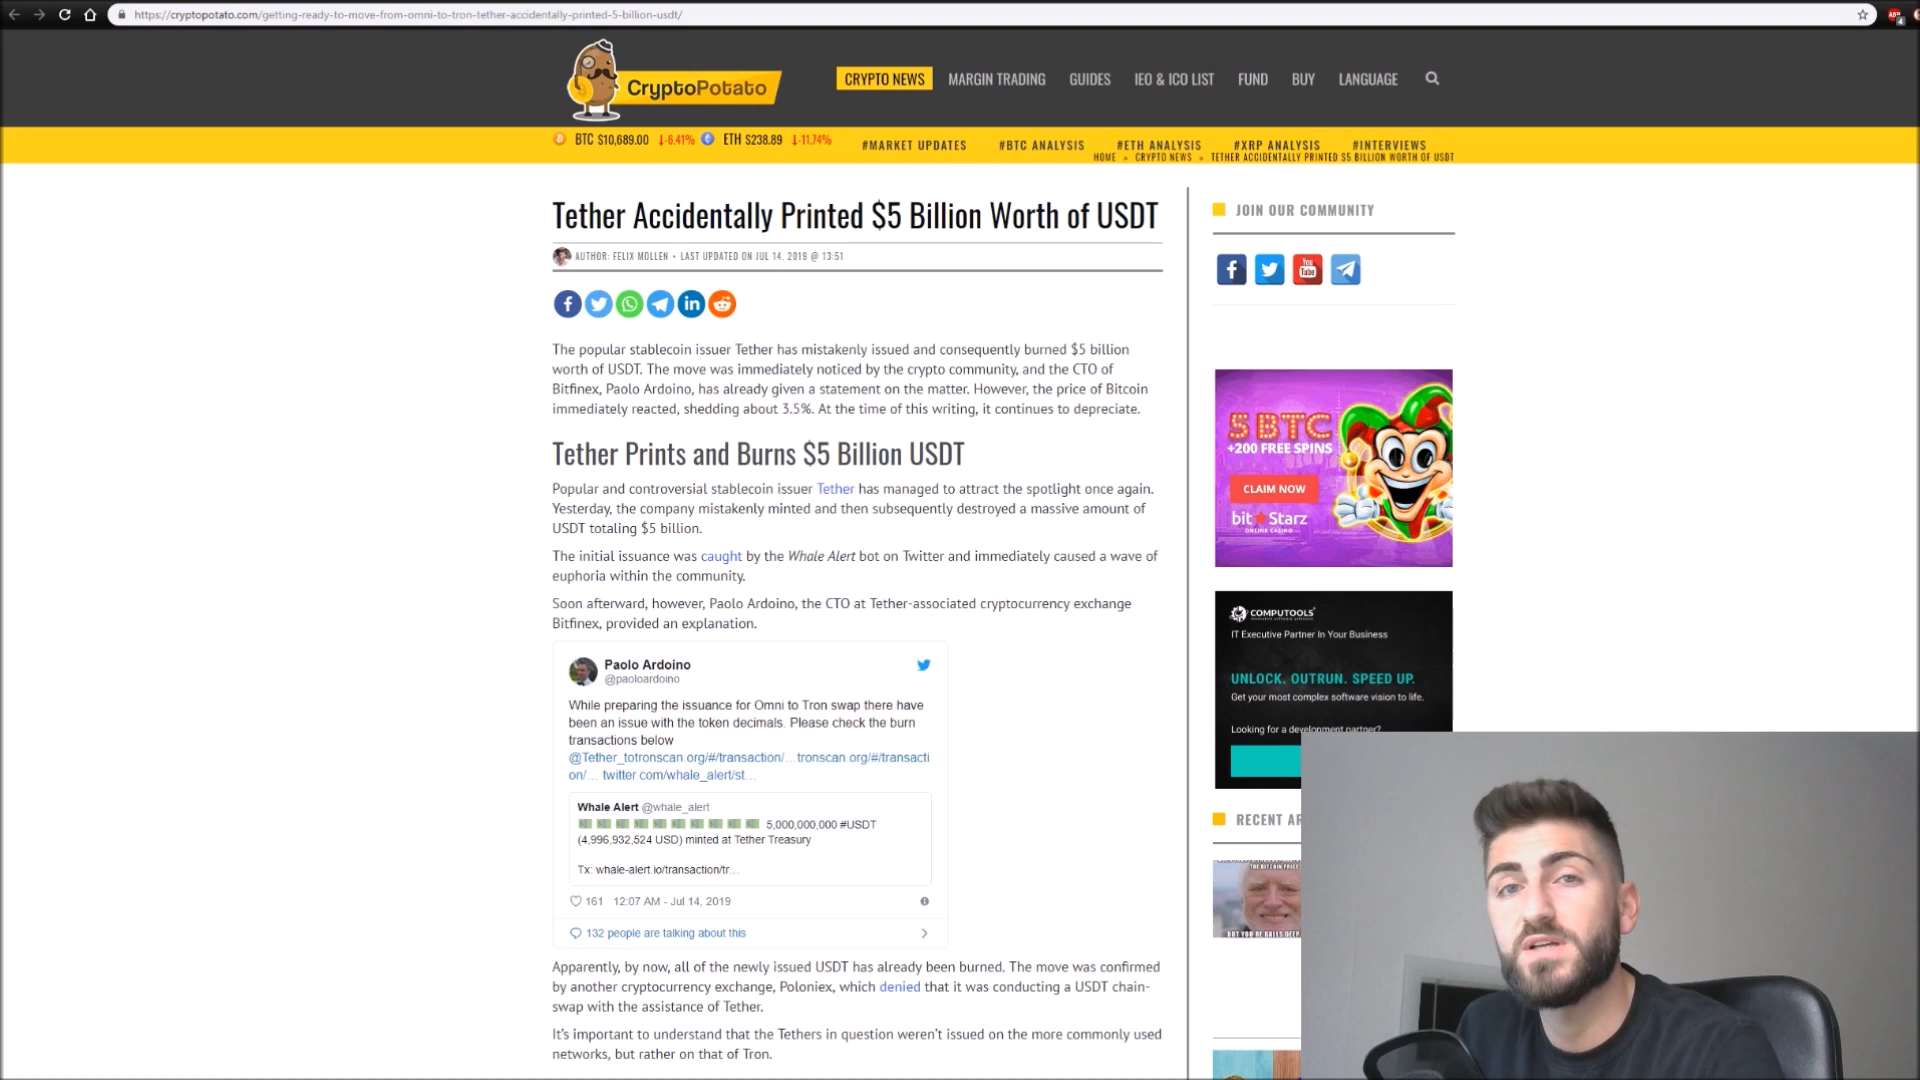 https://cryptopotato.com/getting-ready-to-move-from-omni-to-tron-tether-accidentally-printed-5-billion-usdt/
CryptoPotato
CRYPTO NEWS MARGIN TRADING GUIDES IEO & ICO LIST FUND BUY LANGUAGE
BTC $10,689.00 ↓-6.41% ETH $238.89 ↓-11.74% #MARKET UPDATES #BTC ANALYSIS #ETH ANALYSIS #XRP ANALYSIS #INTERVIEWS
HOME » CRYPTO NEWS » TETHER ACCIDENTALLY PRINTED $5 BILLION WORTH OF USDT
Tether Accidentally Printed $5 Billion Worth of USDT
AUTHOR: FELIX MOLLEN • LAST UPDATED ON JUL 14, 2019 @ 13:51
The popular stablecoin issuer Tether has mistakenly issued and consequently burned $5 billion
worth of USDT. The move was immediately noticed by the crypto community, and the CTO of
Bitfinex, Paolo Ardoino, has already given a statement on the matter. However, the price of Bitcoin
immediately reacted, shedding about 3.5%. At the time of this writing, it continues to depreciate.
Tether Prints and Burns $5 Billion USDT
Popular and controversial stablecoin issuer Tether has managed to attract the spotlight once again.
Yesterday, the company mistakenly minted and then subsequently destroyed a massive amount of
USDT totaling $5 billion.
The initial issuance was caught by the Whale Alert bot on Twitter and immediately caused a wave of
euphoria within the community.
Soon afterward, however, Paolo Ardoino, the CTO at Tether-associated cryptocurrency exchange
Bitfinex, provided an explanation.
Paolo Ardoino
@paoloardoino
While preparing the issuance for Omni to Tron swap there have
been an issue with the token decimals. Please check the burn
transactions below
@Tether_totronscan.org/#/transaction/…tronscan.org/#/transacti
on/… twitter.com/whale_alert/st…
Whale Alert @whale_alert
5,000,000,000 #USDT
(4,996,932,524 USD) minted at Tether Treasury
Tx: whale-alert.io/transaction/tr…
161 12:07 AM - Jul 14, 2019
132 people are talking about this
Apparently, by now, all of the newly issued USDT has already been burned. The move was confirmed
by another cryptocurrency exchange, Poloniex, which denied that it was conducting a USDT chain-
swap with the assistance of Tether.
It's important to understand that the Tethers in question weren't issued on the more commonly used
networks, but rather on that of Tron.
JOIN OUR COMMUNITY
You
Tube
5 BTC
+200 FREE SPINS
CLAIM NOW
bit Starz
ONLINE CASINO
COMPUTOOLS
IT Executive Partner In Your Business
UNLOCK. OUTRUN. SPEED UP.
Get your most complex software vision to life.
Looking for a development partner?
RECENT AR
THE BITCOIN PRICE
BUT YOU'RE BALLS DEEP